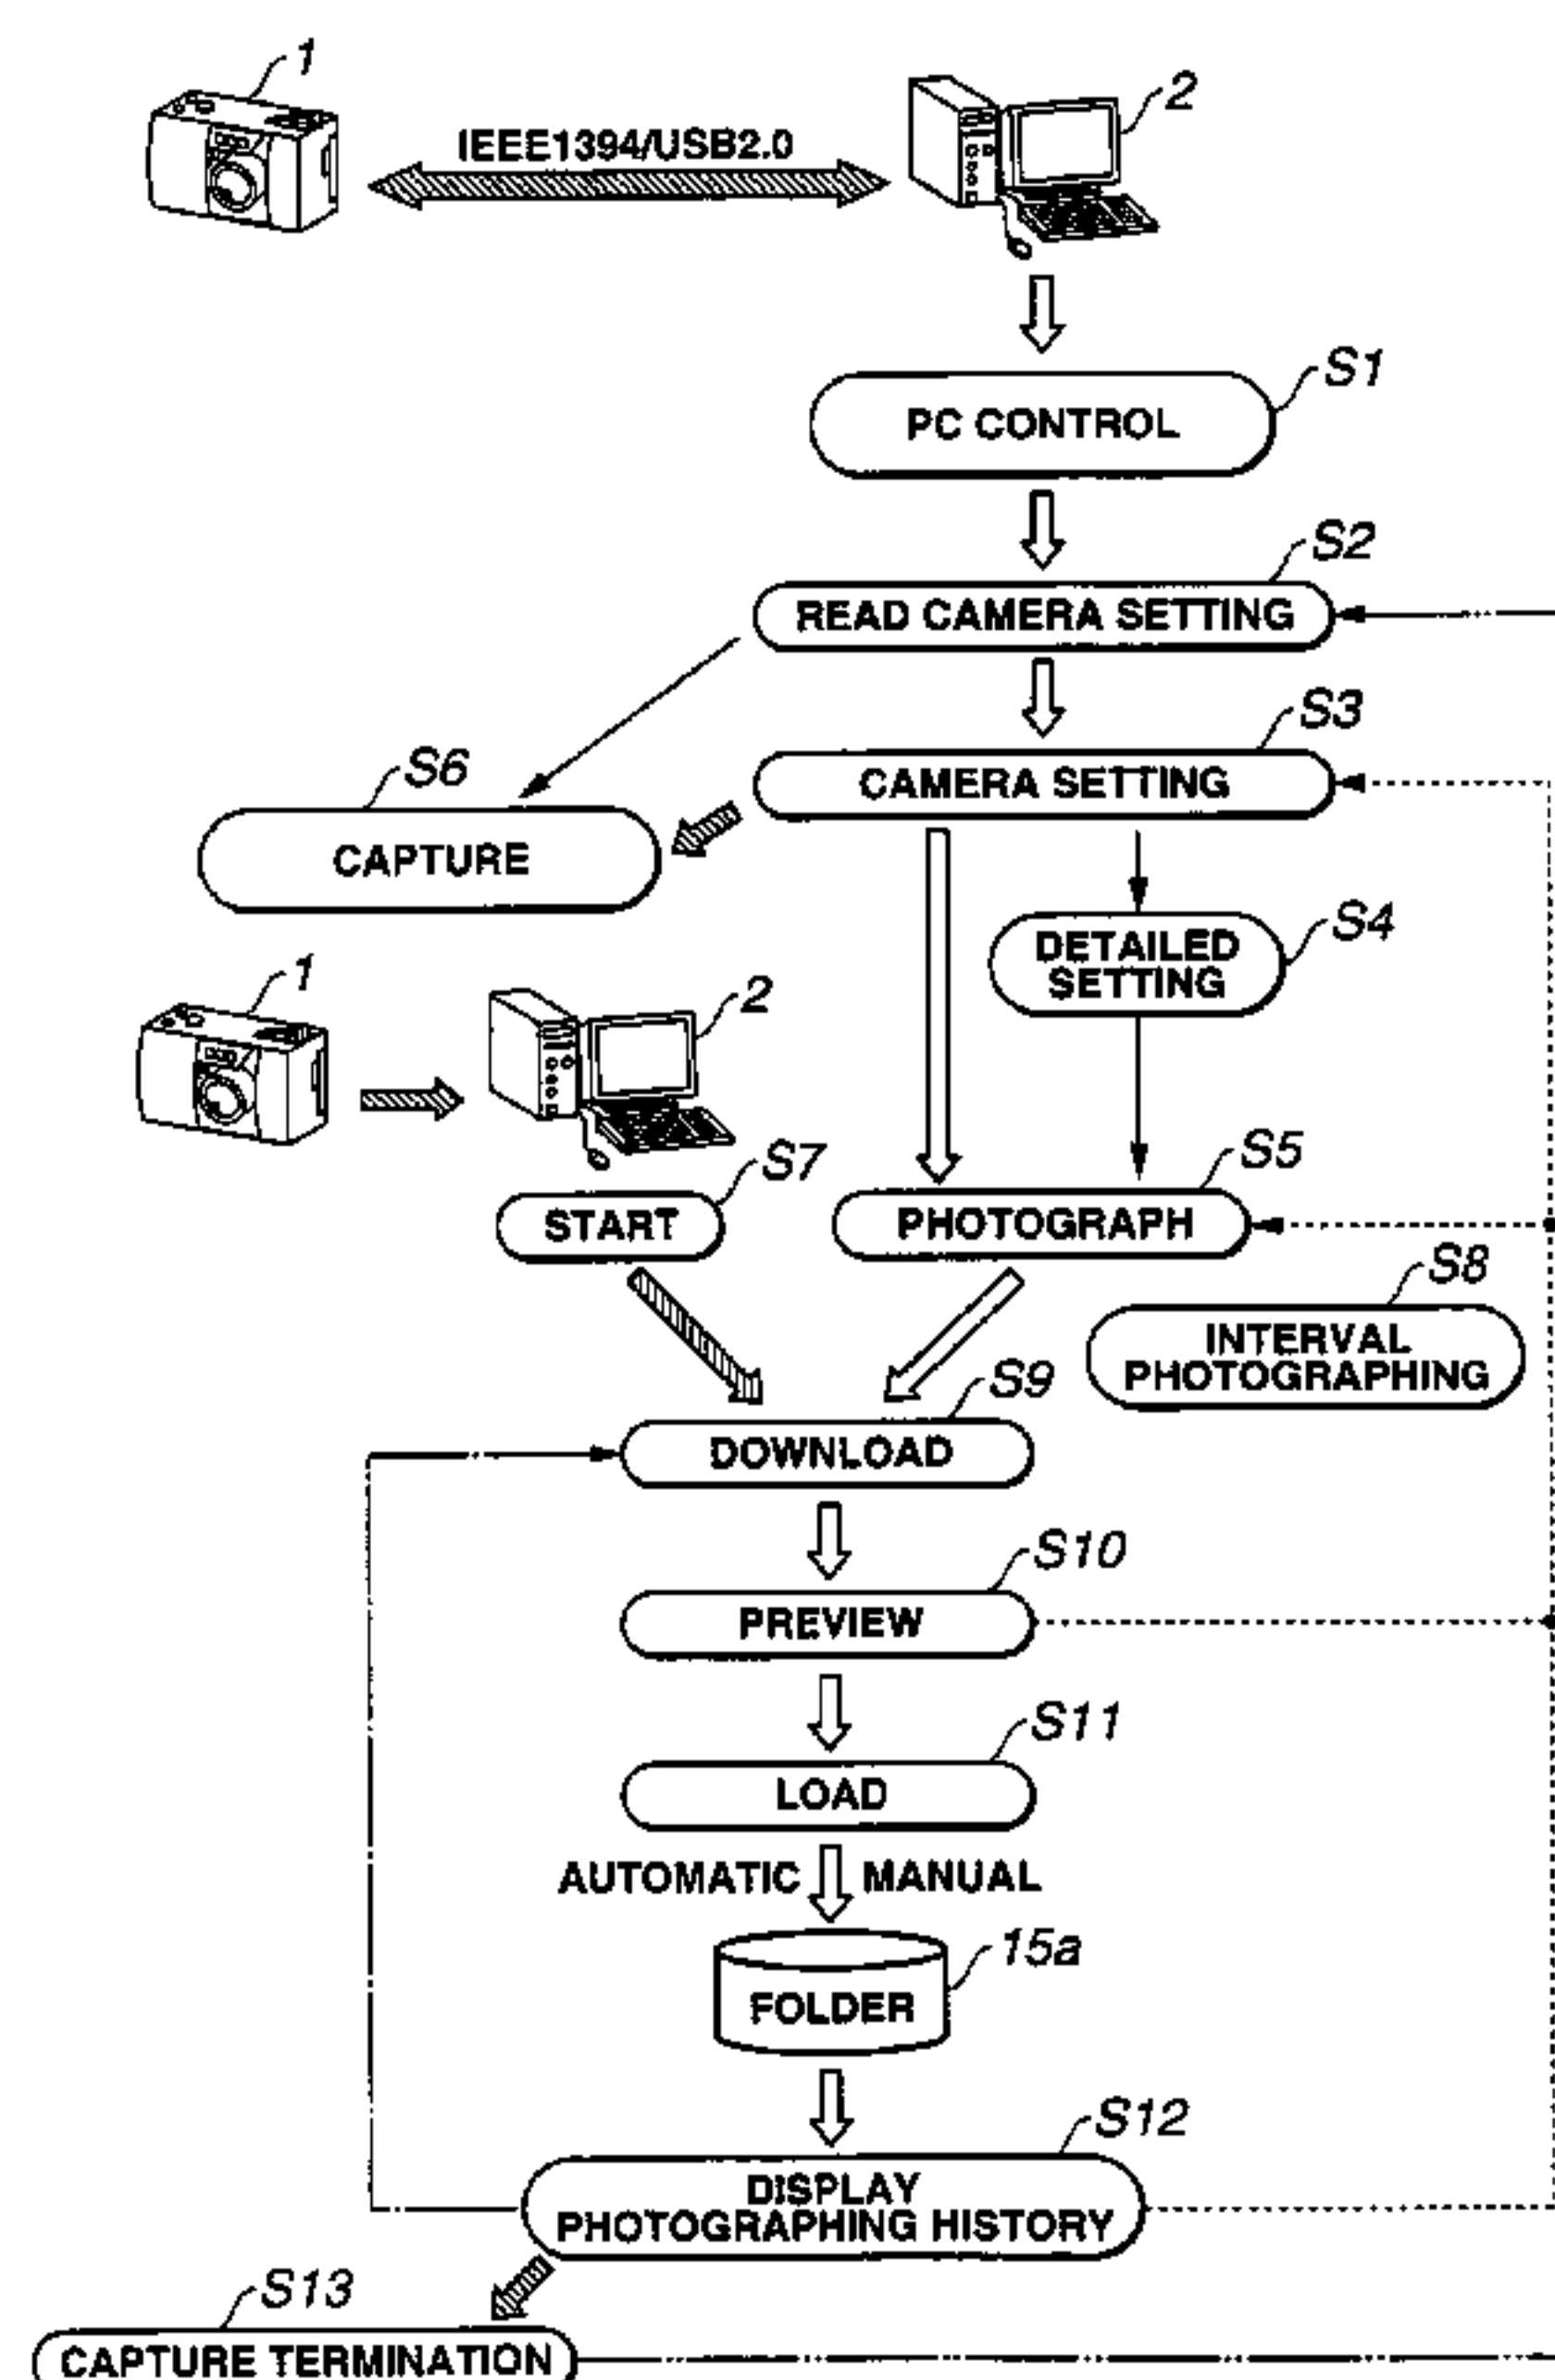 1
2
IEEE1394/USB2.0
S1
PC CONTROL
S2
READ CAMERA SETTING
S3
CAMERA SETTING
S6
CAPTURE
S4
DETAILED
SETTING
1
2
S7
START
S5
PHOTOGRAPH
S8
INTERVAL
PHOTOGRAPHING
S9
DOWNLOAD
S10
PREVIEW
S11
LOAD
AUTOMATIC MANUAL
15a
FOLDER
S12
DISPLAY
PHOTOGRAPHING HISTORY
S13
CAPTURE TERMINATION